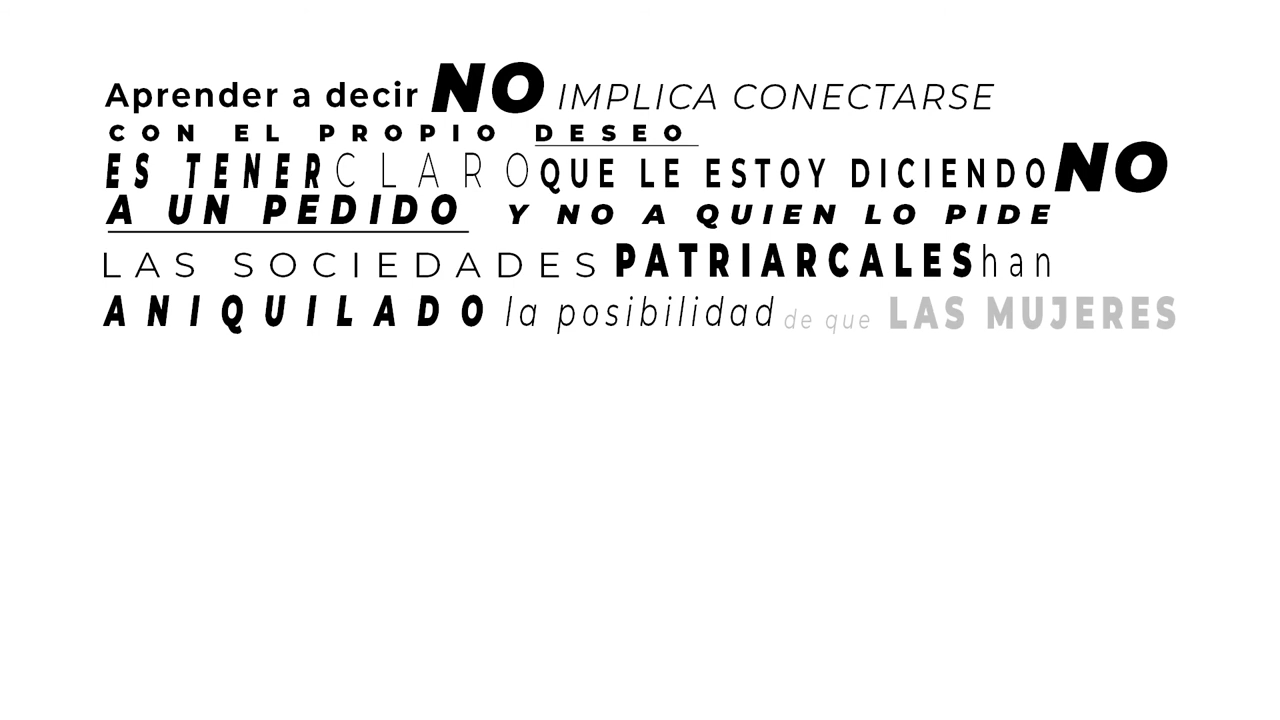 Aprender a decir NO IMPLICA CONECTARSE
CON EL PROPIO DESEO
ES TENER CLARO QUE LE ESTOY DICIENDO NO
A UN PEDIDO Y NO A QUIEN LO PIDE
LAS SOCIEDADES PATRIARCALES han
ANIQUILADO la posibilidad de que LAS MUJERES